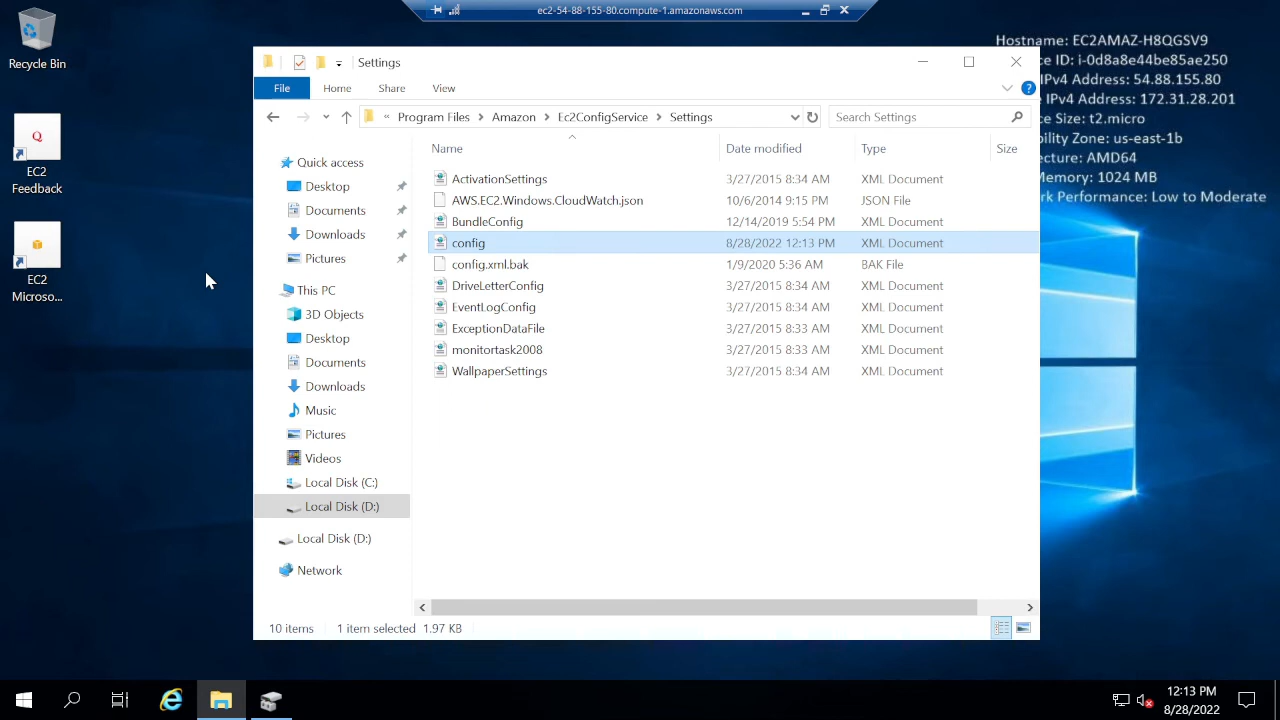 ec2-54-88-155-80.compute-1.amazonaws.com
Recycle Bin
EC2
Feedback
EC2
Microso...
Hostname: EC2AMAZ-H8QGSV9
ce ID: i-0d8a8e44be85ae250
IPv4 Address: 54.88.155.80
e IPv4 Address: 172.31.28.201
ce Size: t2.micro
bility Zone: us-east-1b
ecture: AMD64
Memory: 1024 MB
rk Performance: Low to Moderate
Settings
File Home Share View
« Program Files > Amazon > Ec2ConfigService > Settings
Search Settings
Name Date modified Type Size
Quick access
Desktop
Documents
Downloads
Pictures
This PC
3D Objects
Desktop
Documents
Downloads
Music
Pictures
Videos
Local Disk (C:)
Local Disk (D:)
Local Disk (D:)
Network
ActivationSettings 3/27/2015 8:34 AM XML Document
AWS.EC2.Windows.CloudWatch.json 10/6/2014 9:15 PM JSON File
BundleConfig 12/14/2019 5:54 PM XML Document
config 8/28/2022 12:13 PM XML Document
config.xml.bak 1/9/2020 5:36 AM BAK File
DriveLetterConfig 3/27/2015 8:34 AM XML Document
EventLogConfig 3/27/2015 8:34 AM XML Document
ExceptionDataFile 3/27/2015 8:33 AM XML Document
monitortask2008 3/27/2015 8:33 AM XML Document
WallpaperSettings 3/27/2015 8:34 AM XML Document
10 items 1 item selected 1.97 KB
12:13 PM
8/28/2022